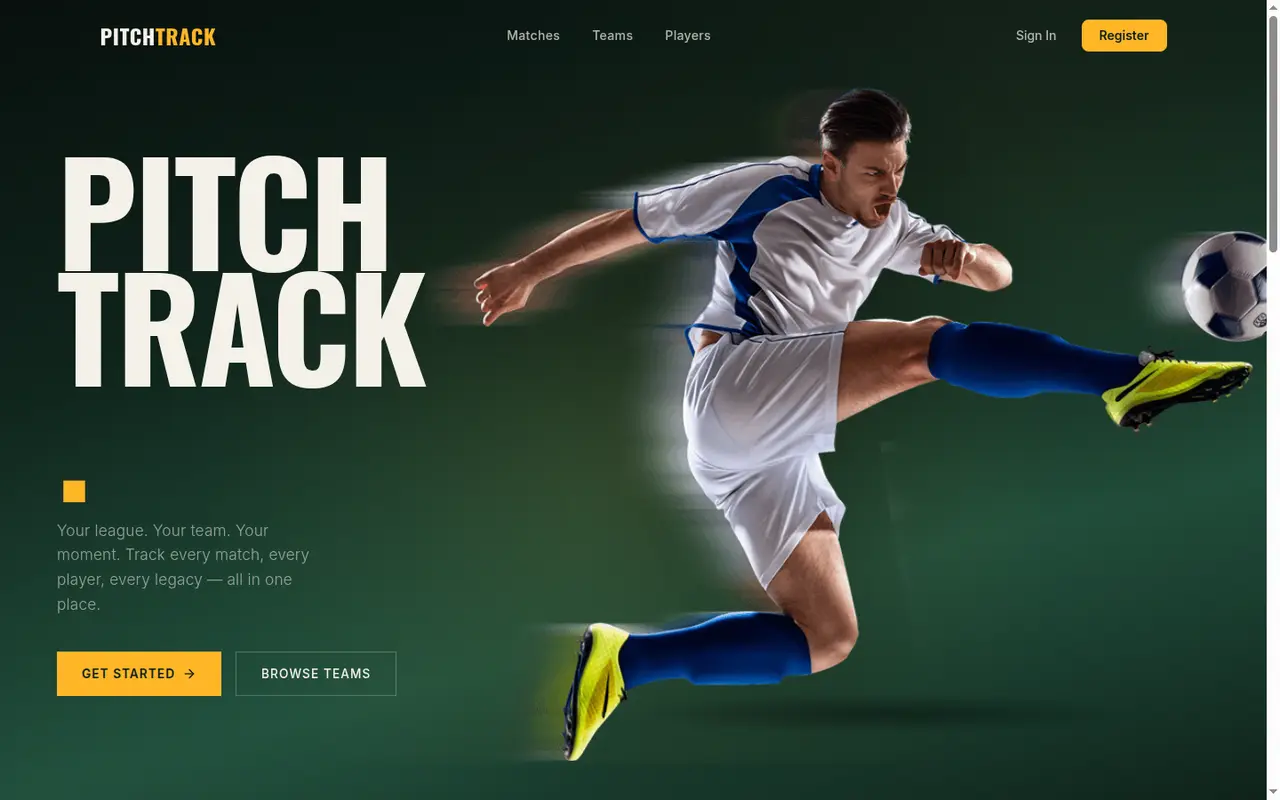 PITCHTRACK
Matches
Teams
Players
Sign In
Register
PITCH
TRACK
Your league. Your team. Your
moment. Track every match, every
player, every legacy — all in one
place.
GET STARTED →
BROWSE TEAMS